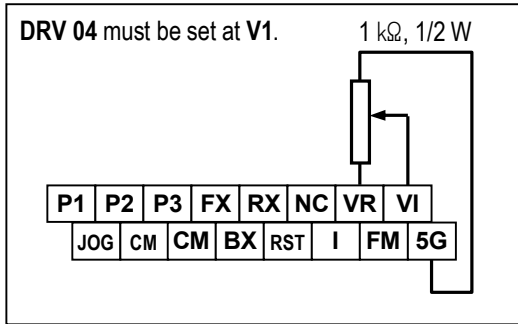 DRV 04 must be set at V1. 1 kΩ, 1/2 W
P1 P2 P3 FX RX NC VR VI
JOG CM CM BX RST I FM 5G